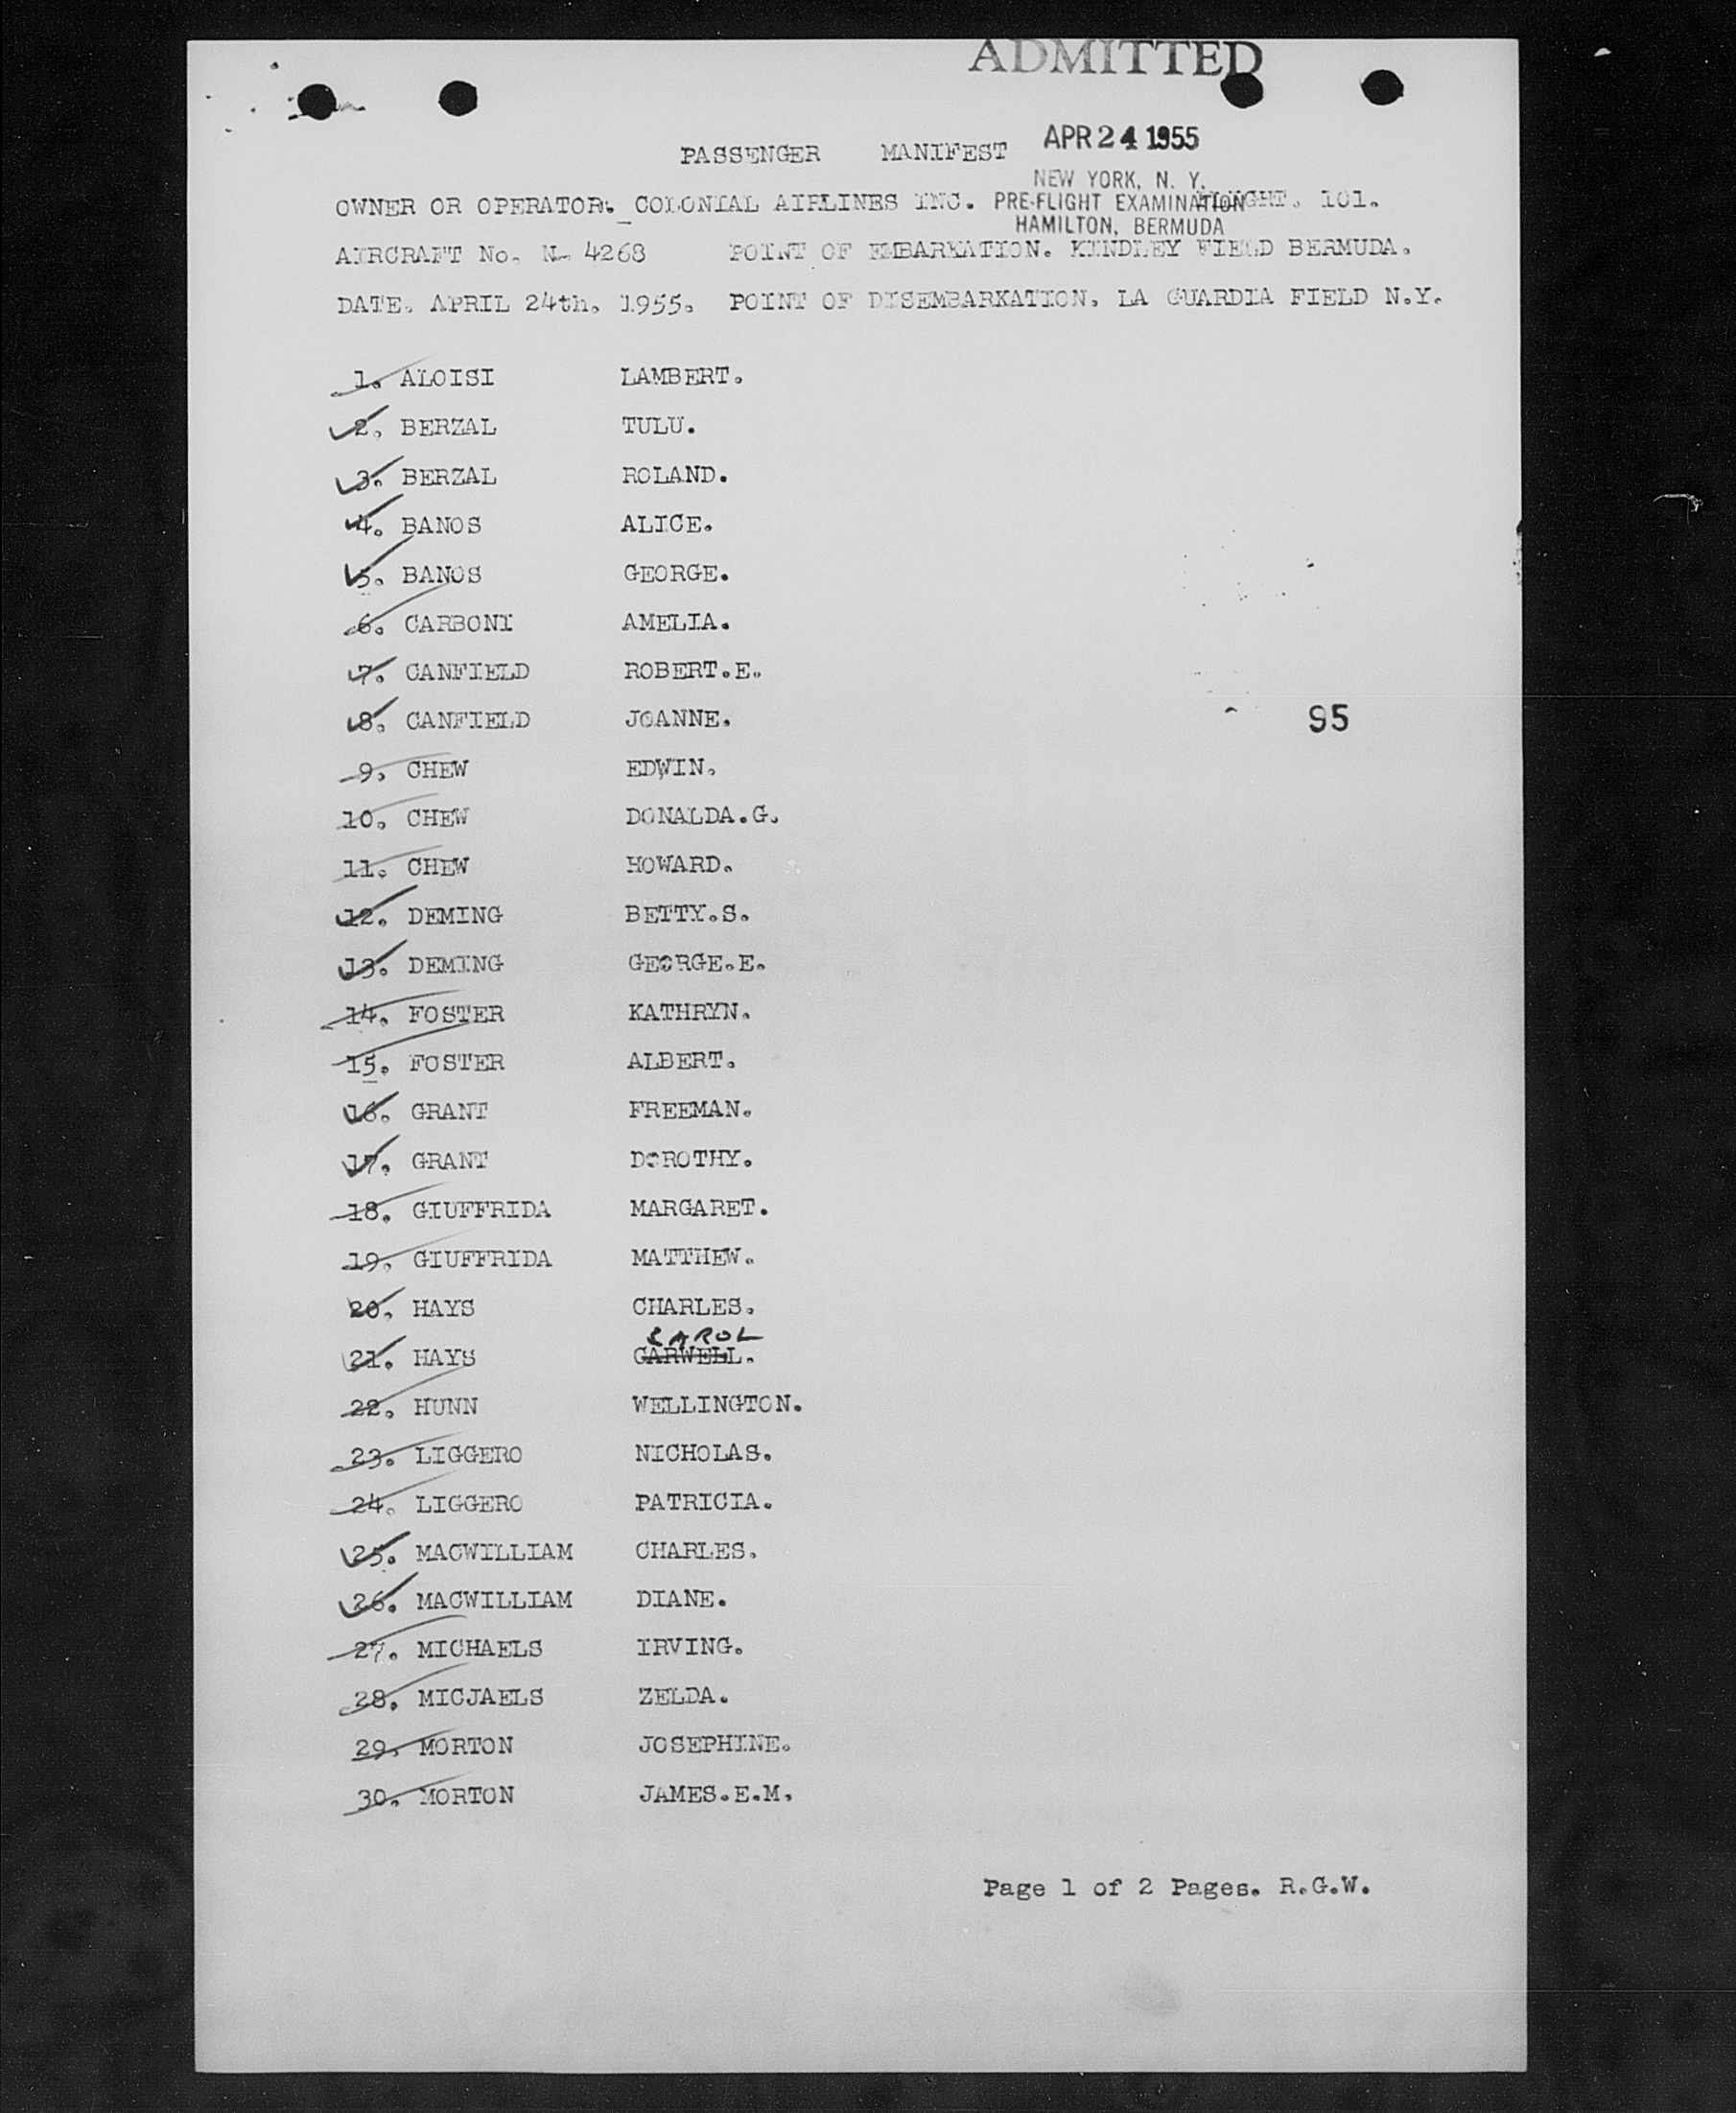 ADMITTED
APR 24 1955
PASSENGER MANIFEST
NEW YORK, N. Y.
OWNER OR OPERATOR. COLONIAL AIRLINES INC. PRE-FLIGHT EXAMINATION FLIGHT. 101.
HAMILTON, BERMUDA
AIRCRAFT No. N- 4268 POINT OF EMBARKATION. KINDLEY FIELD BERMUDA.
DATE. APRIL 24th. 1955. POINT OF DISEMBARKATION. LA GUARDIA FIELD N.Y.
1. ALOISI LAMBERT.
2. BERZAL TULU.
3. BERZAL ROLAND.
4. BANOS ALICE.
5. BANOS GEORGE.
6. CARBONI AMELIA.
7. CANFIELD ROBERT.E.
8. CANFIELD JOANNE.
95
9. CHEW EDWIN.
10. CHEW DONALDA.G.
11. CHEW HOWARD.
12. DEMING BETTY.S.
13. DEMING GEORGE.E.
14. FOSTER KATHRYN.
15. FOSTER ALBERT.
16. GRANT FREEMAN.
17. GRANT DOROTHY.
18. GIUFFRIDA MARGARET.
19. GIUFFRIDA MATTHEW.
20. HAYS CHARLES.
CAROL
21. HAYS GARWELL.
22. HUNN WELLINGTON.
23. LIGGERO NICHOLAS.
24. LIGGERO PATRICIA.
25. MACWILLIAM CHARLES.
26. MACWILLIAM DIANE.
27. MICHAELS IRVING.
28. MICJAELS ZELDA.
29. MORTON JOSEPHINE.
30. MORTON JAMES.E.M.
Page 1 of 2 Pages. R.G.W.